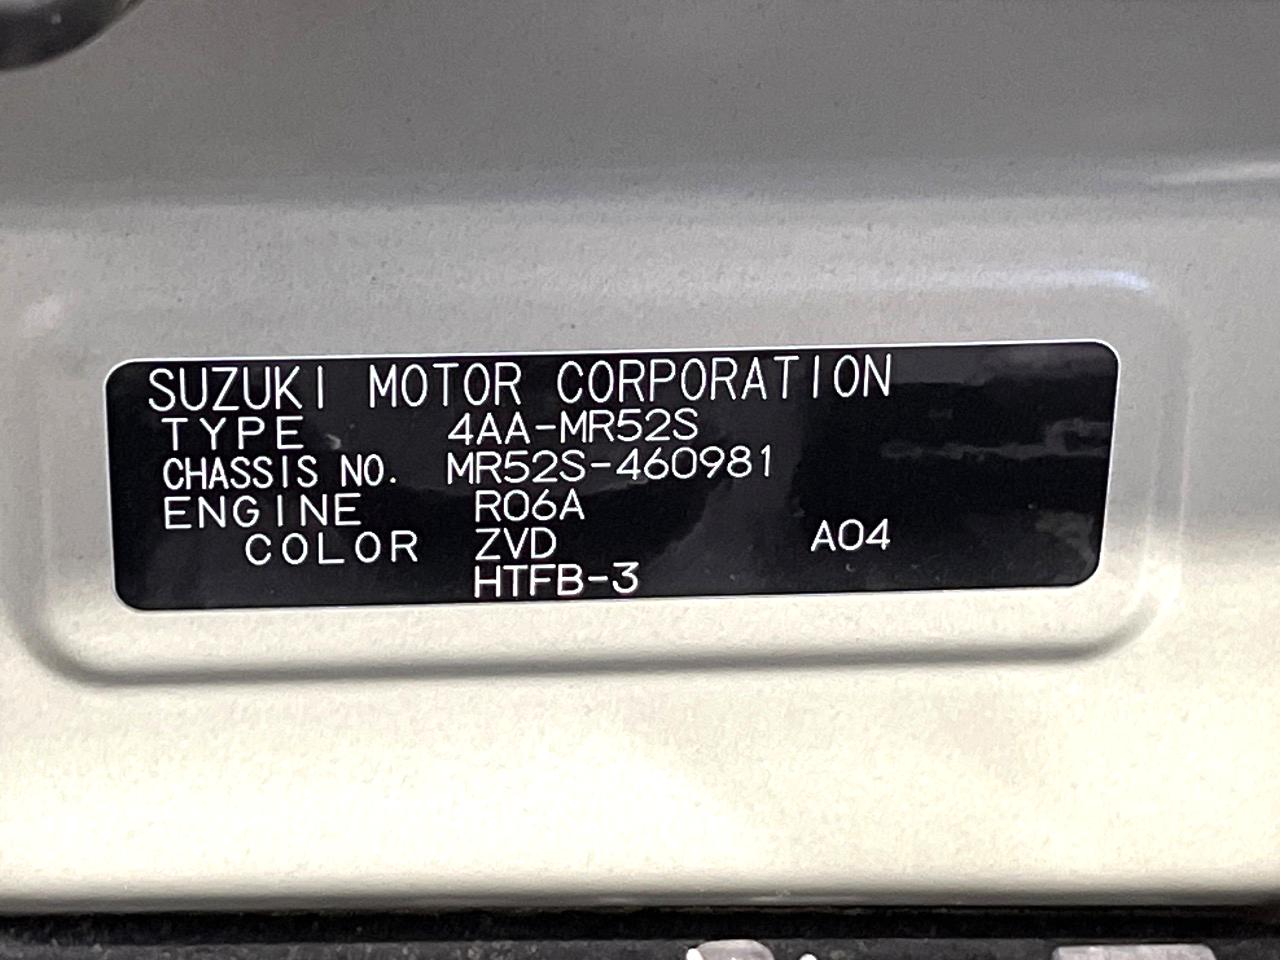 SUZUKI MOTOR CORPORATION
TYPE 4AA-MR52S
CHASSIS NO. MR52S-460981
ENGINE R06A
COLOR ZVD A04
HTFB-3